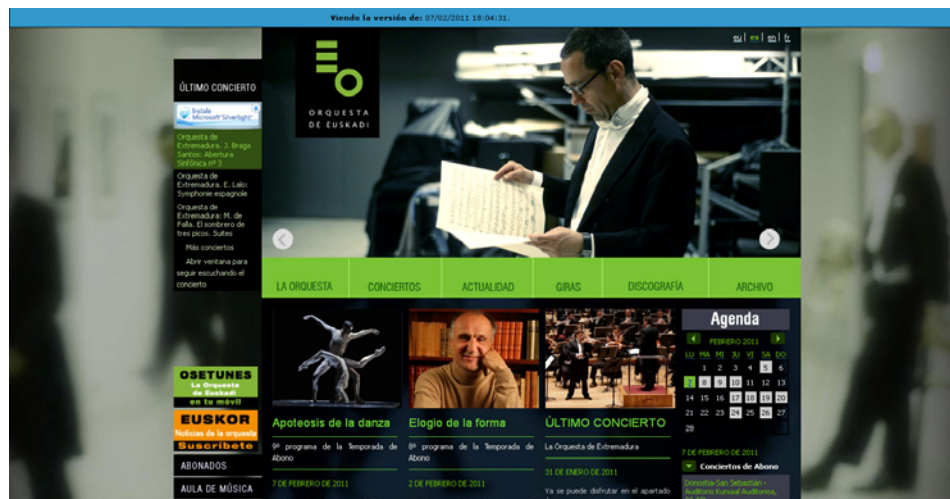 Viendo la versión de: 07/02/2011 18:04:31.
eu| es| en| fr
ORQUESTA
DE EUSKADI
ÚLTIMO CONCIERTO
Instale
Microsoft® Silverlight™
Orquesta de
Extremadura. J. Braga
Santos: Abertura
Sinfónica nº 3
Orquesta de
Extremadura. E. Lalo:
Symphonie espagnole
Orquesta de
Extremadura: M. de
Falla. El sombrero de
tres picos. Suites
Más conciertos
Abrir ventana para
seguir escuchando el
concierto
LA ORQUESTA CONCIERTOS ACTUALIDAD GIRAS DISCOGRAFÍA ARCHIVO
OSETUNES
La Orquesta
de Euskadi
en tu móvil
EUSKOR
Noticias de la orquesta
Suscríbete
ABONADOS
AULA DE MÚSICA
Apoteosis de la danza
9º programa de la Temporada de
Abono
7 DE FEBRERO DE 2011
Elogio de la forma
9º programa de la Temporada de
Abono
2 DE FEBRERO DE 2011
ÚLTIMO CONCIERTO
La Orquesta de Extremadura
31 DE ENERO DE 2011
Ya se puede disfrutar en el apartado
Agenda
FEBRERO 2011
LU MA MI JU VI SA DO
1 2 3 4 5 6
7 8 9 10 11 12 13
14 15 16 17 18 19 20
21 22 23 24 25 26 27
28
7 DE FEBRERO DE 2011
Conciertos de Abono
Donostia-San Sebastián -
Auditorio Kursaal Auditorioa,